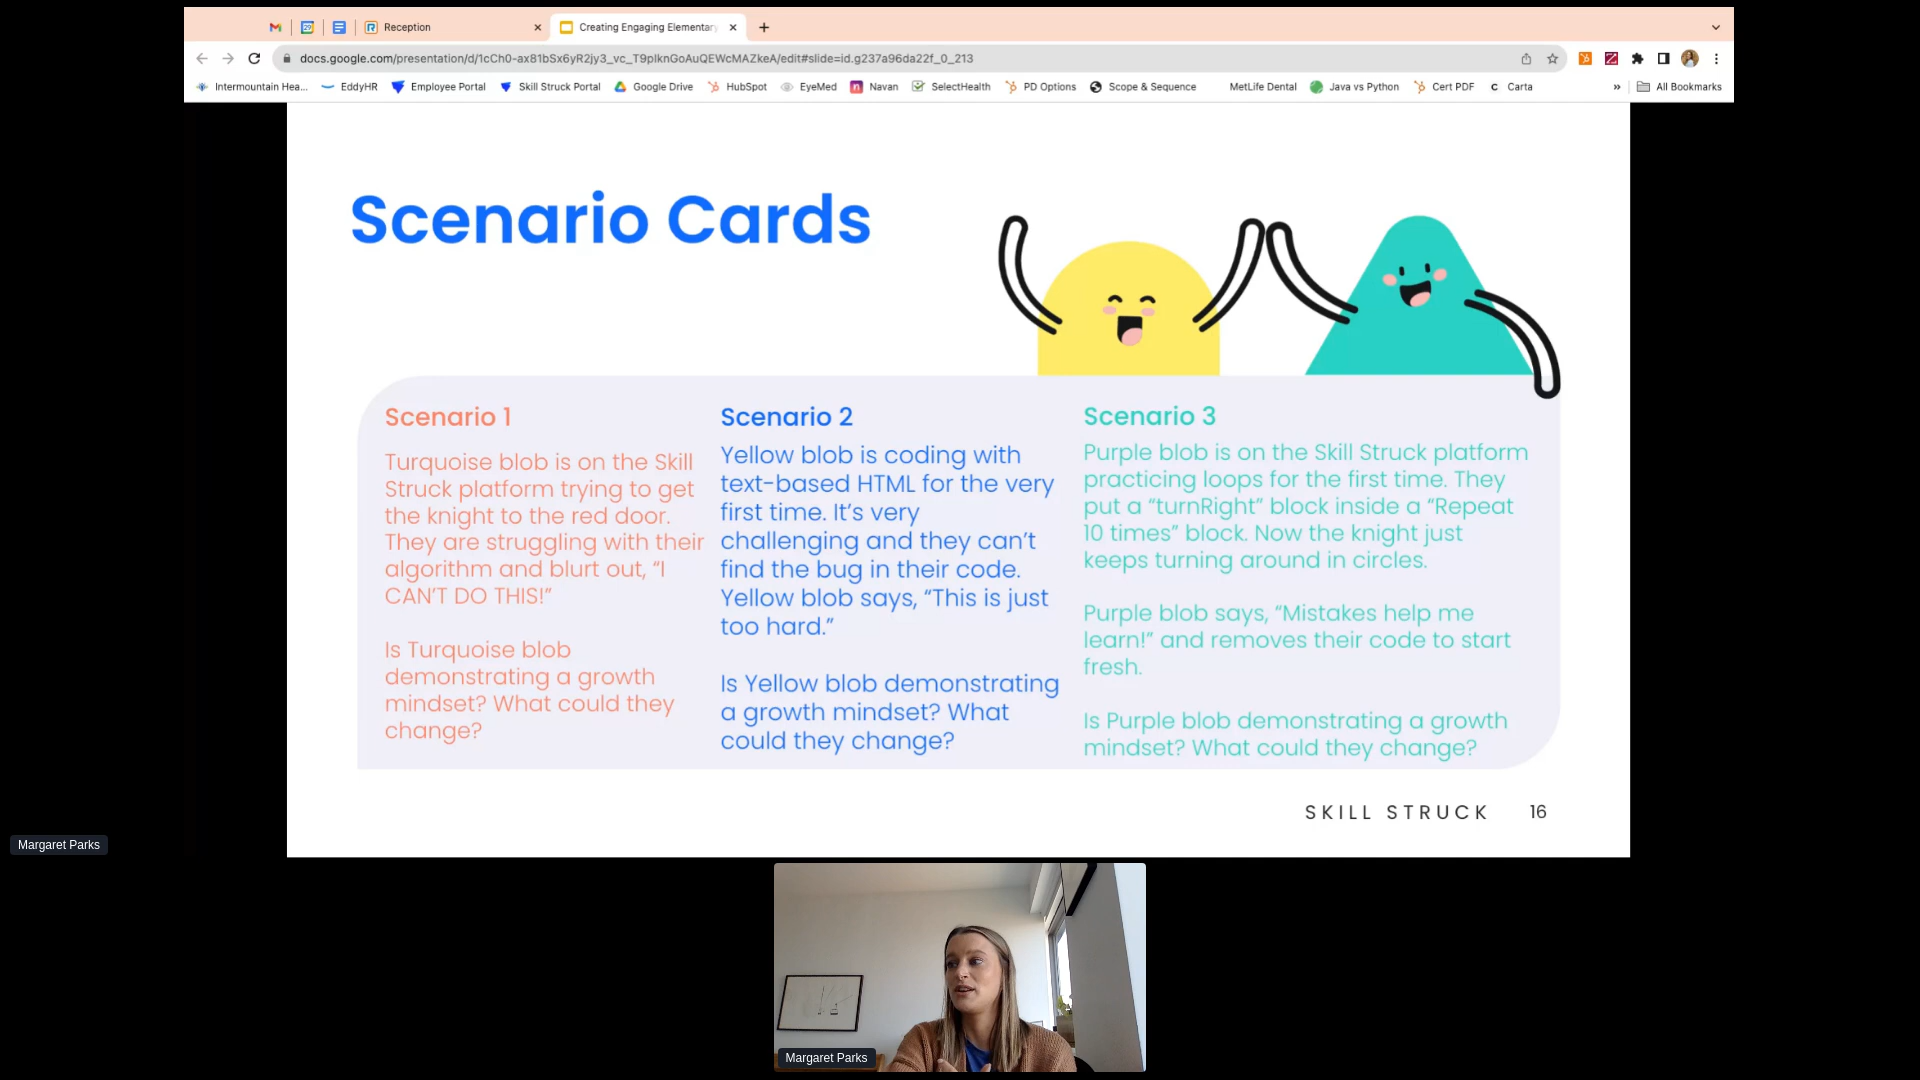 Reception
Creating Engaging Elementar
docs.google.com/presentation/d/1cCh0-ax81bSx6yR2jy3_vc_T9plknGoAuQEWcMAZkeA/edit#slide=id.g237a96da22f_0_213
Intermountain Hea... EddyHR Employee Portal Skill Struck Portal Google Drive HubSpot EyeMed Navan SelectHealth PD Options Scope & Sequence MetLife Dental Java vs Python Cert PDF Carta » All Bookmarks
Scenario Cards
Scenario 1
Turquoise blob is on the Skill
Struck platform trying to get
the knight to the red door.
They are struggling with their
algorithm and blurt out, “I
CAN’T DO THIS!”
Is Turquoise blob
demonstrating a growth
mindset? What could they
change?
Scenario 2
Yellow blob is coding with
text-based HTML for the very
first time. It’s very
challenging and they can’t
find the bug in their code.
Yellow blob says, “This is just
too hard.”
Is Yellow blob demonstrating
a growth mindset? What
could they change?
Scenario 3
Purple blob is on the Skill Struck platform
practicing loops for the first time. They
put a “turnRight” block inside a “Repeat
10 times” block. Now the knight just
keeps turning around in circles.
Purple blob says, “Mistakes help me
learn!” and removes their code to start
fresh.
Is Purple blob demonstrating a growth
mindset? What could they change?
SKILL STRUCK 16
Margaret Parks
Margaret Parks